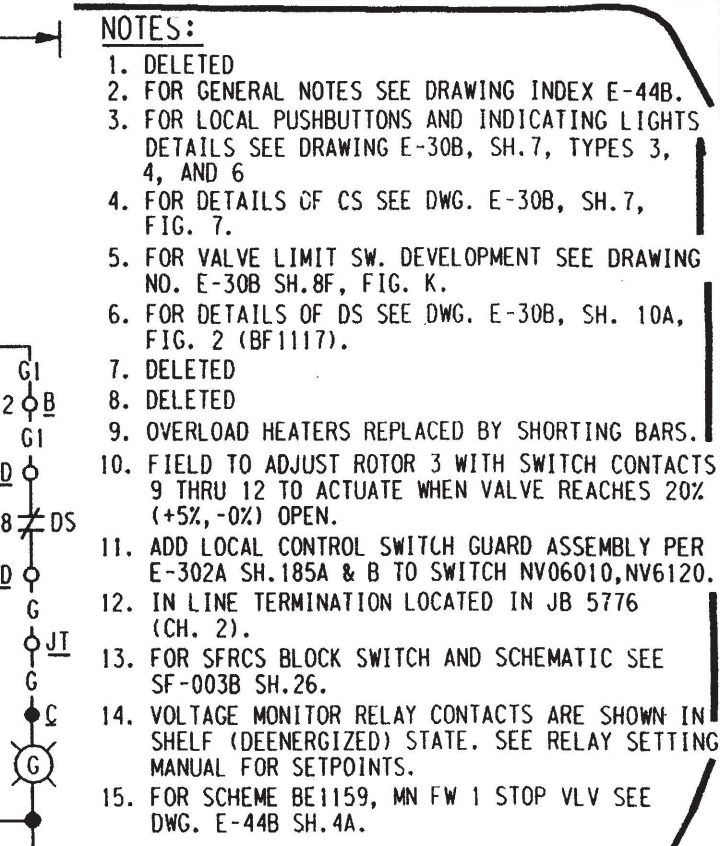 NOTES:
1. DELETED
2. FOR GENERAL NOTES SEE DRAWING INDEX E-44B.
3. FOR LOCAL PUSHBUTTONS AND INDICATING LIGHTS
DETAILS SEE DRAWING E-30B, SH.7, TYPES 3,
4, AND 6
4. FOR DETAILS OF CS SEE DWG. E-30B, SH.7,
FIG. 7.
5. FOR VALVE LIMIT SW. DEVELOPMENT SEE DRAWING
NO. E-30B SH.8F, FIG. K.
6. FOR DETAILS OF DS SEE DWG. E-30B, SH. 10A,
FIG. 2 (BF1117).
7. DELETED
8. DELETED
9. OVERLOAD HEATERS REPLACED BY SHORTING BARS.
10. FIELD TO ADJUST ROTOR 3 WITH SWITCH CONTACTS
9 THRU 12 TO ACTUATE WHEN VALVE REACHES 20%
(+5%,-0%) OPEN.
11. ADD LOCAL CONTROL SWITCH GUARD ASSEMBLY PER
E-302A SH.185A & B TO SWITCH NV06010,NV6120.
12. IN LINE TERMINATION LOCATED IN JB 5776
(CH. 2).
13. FOR SFRCS BLOCK SWITCH AND SCHEMATIC SEE
SF-003B SH.26.
14. VOLTAGE MONITOR RELAY CONTACTS ARE SHOWN IN
SHELF (DEENERGIZED) STATE. SEE RELAY SETTING
MANUAL FOR SETPOINTS.
15. FOR SCHEME BE1159, MN FW 1 STOP VLV SEE
DWG. E-44B SH.4A.
G1
2 B
G1
D
8 DS
D
G
JT
G
C
G